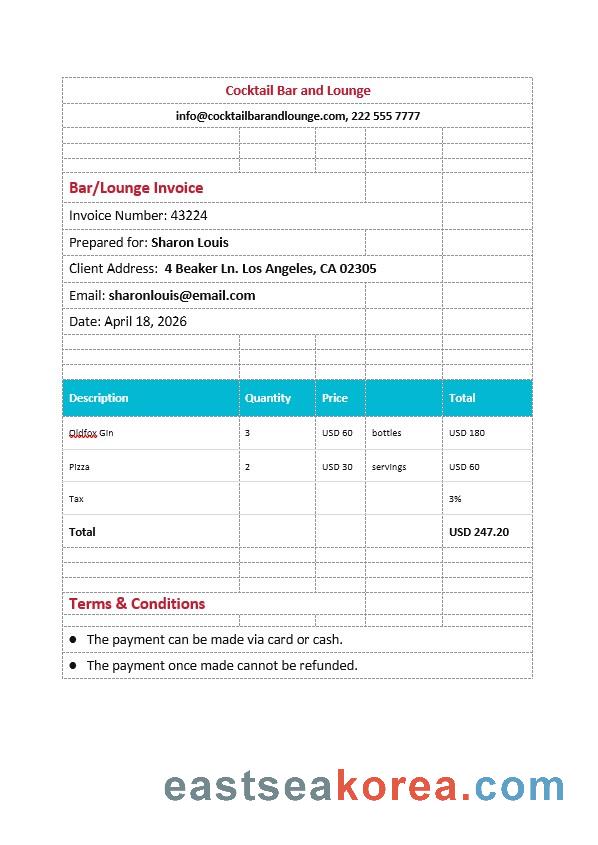 Cocktail Bar and Lounge
info@cocktailbarandlounge.com, 222 555 7777
Bar/Lounge Invoice
Invoice Number: 43224
Prepared for: Sharon Louis
Client Address: 4 Beaker Ln. Los Angeles, CA 02305
Email: sharonlouis@email.com
Date: April 18, 2026
Description Quantity Price Total
Oldfox Gin 3 USD 60 bottles USD 180
Pizza 2 USD 30 servings USD 60
Tax 3%
Total USD 247.20
Terms & Conditions
● The payment can be made via card or cash.
● The payment once made cannot be refunded.
eastseakorea.com